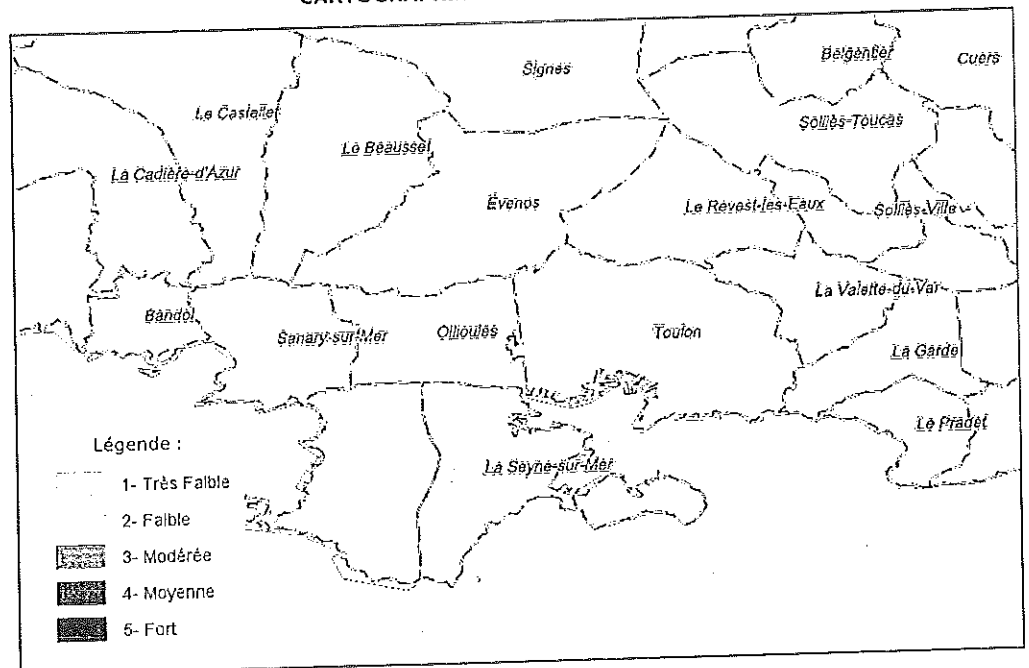 Signes
Belgentier
Cuers
Le Castellet
Solliès-Toucas
Le Beausset
La Cadière-d'Azur
Évenos
Le Revest-les-Eaux
Solliès-Ville
La Valette-du-Var
Bandol
Sanary-sur-Mer
Ollioules
Toulon
La Garde
Le Pradet
La Seyne-sur-Mer
Légende :
1- Très Faible
2- Faible
3- Modérée
4- Moyenne
5- Fort